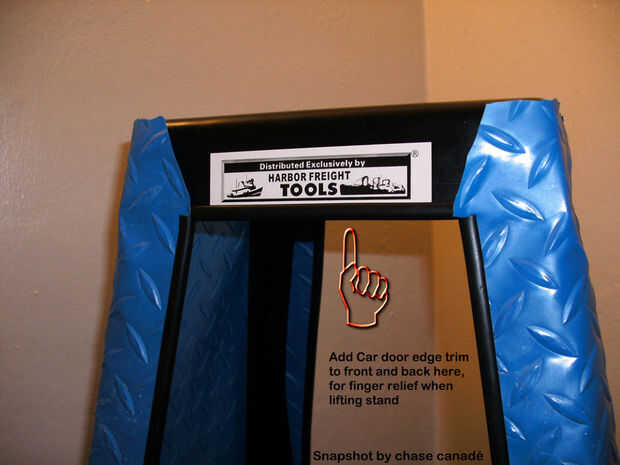 Distributed Exclusively by
®
HARBOR FREIGHT
TOOLS
Add Car door edge trim
to front and back here,
for finger relief when
lifting stand
Snapshot by chase canadé